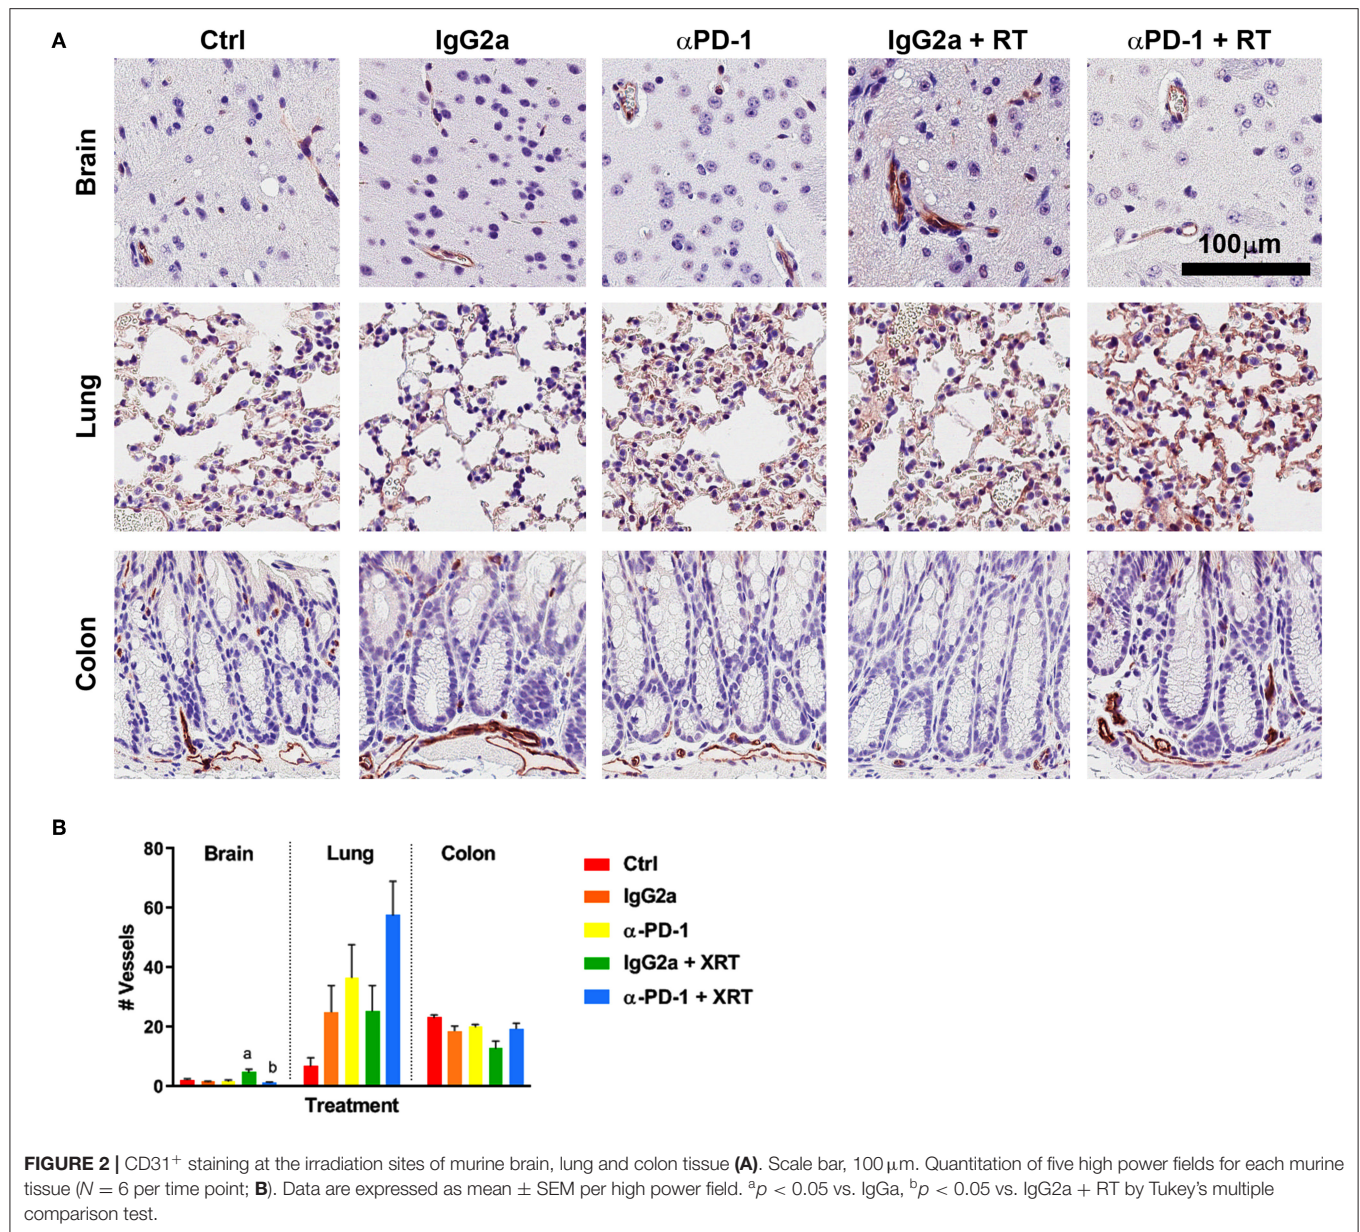 A
Ctrl
IgG2a
αPD-1
IgG2a + RT
αPD-1 + RT
Brain
100μm
Lung
Colon
B
80
60
40
20
0
# Vessels
Brain
Lung
Colon
a
b
Treatment
Ctrl
IgG2a
α-PD-1
IgG2a + XRT
α-PD-1 + XRT
FIGURE 2 | CD31⁺ staining at the irradiation sites of murine brain, lung and colon tissue (A). Scale bar, 100 μm. Quantitation of five high power fields for each murine
tissue (N = 6 per time point; B). Data are expressed as mean ± SEM per high power field. ᵃp < 0.05 vs. IgGa, ᵇp < 0.05 vs. IgG2a + RT by Tukey's multiple
comparison test.